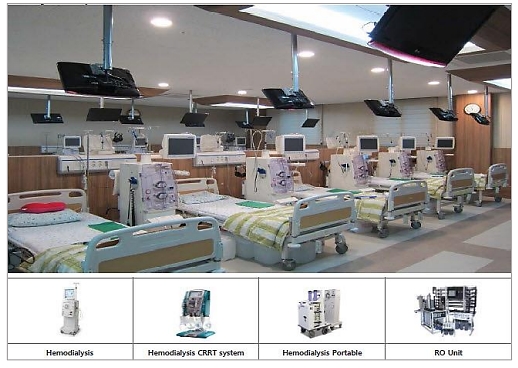 Hemodialysis
Hemodialysis CRRT system
Hemodialysis Portable
RO Unit